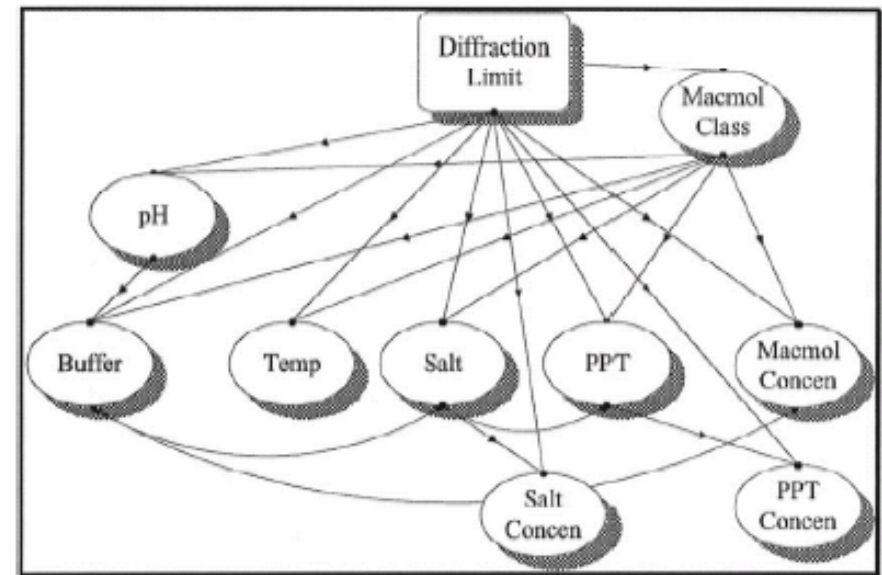 Diffraction
Limit
Macmol
Class
pH
Buffer
Temp
Salt
PPT
Macmol
Concen
Salt
Concen
PPT
Concen